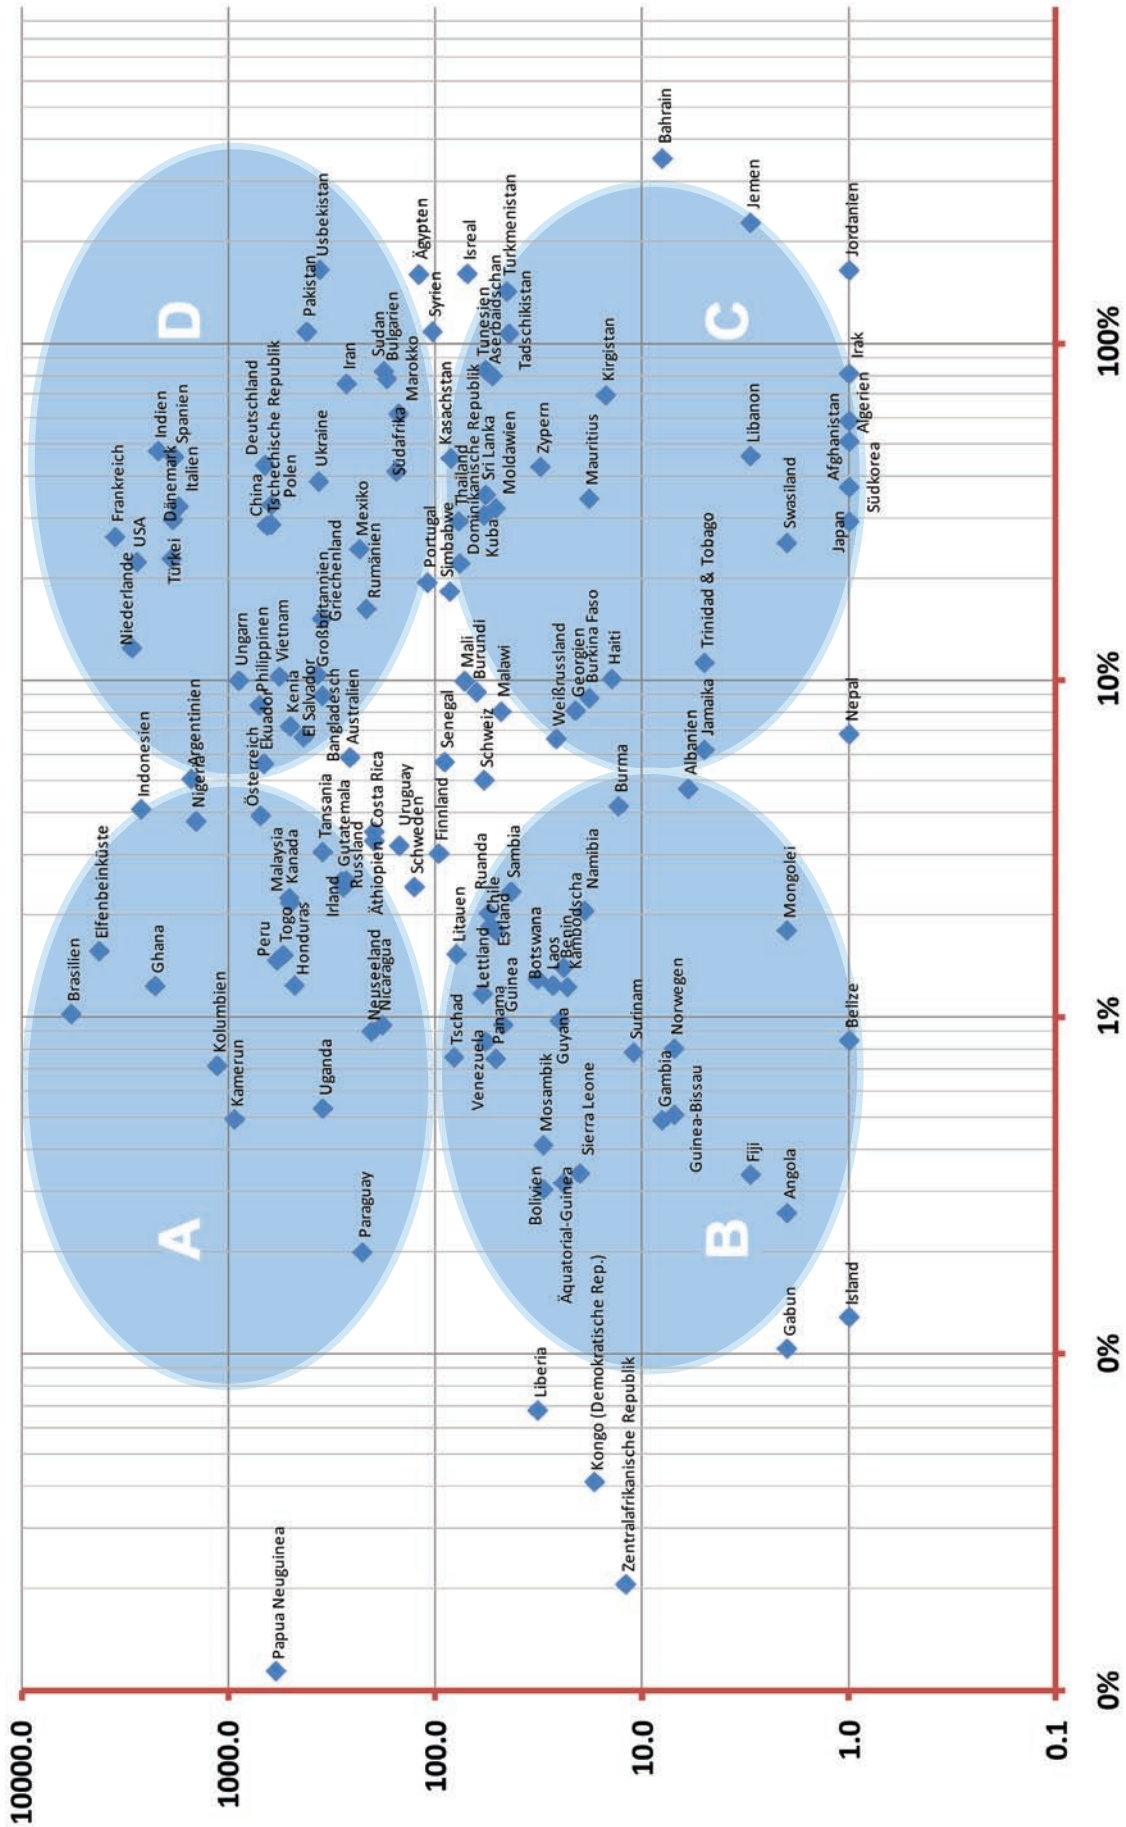 10000.0
1000.0
100.0
10.0
1.0
0.1
0%
0%
1%
10%
100%
A
B
C
D
Papua Neuguinea
Brasilien
Elfenbeinküste
Ghana
Kolumbien
Kamerun
Indonesien
Nigeria
Argentinien
Österreich
Ekuador
Peru
Togo
Honduras
Malaysia
Kanada
Uganda
Neuseeland
Nicaragua
Paraguay
Irland
Gutatemala
Russland
Tansania
Äthiopien
Costa Rica
Uruguay
Schweden
Finnland
Frankreich
USA
Niederlande
Türkei
Dänemark
Italien
Indien
Spanien
Deutschland
China
Tschechische Republik
Polen
Ungarn
Philippinen
Vietnam
Kenia
El Salvador
Großbritannien
Griechenland
Bangladesch
Australien
Pakistan
Usbekistan
Ukraine
Iran
Mexiko
Rumänien
Sudan
Bulgarien
Marokko
Südafrika
Ägypten
Syrien
Isreal
Portugal
Simbabwe
Kasachstan
Thailand
Dominikanische Republik
Kuba
Sri Lanka
Moldawien
Tunesien
Aserbaidschan
Turkmenistan
Tadschikistan
Zypern
Kirgistan
Mauritius
Mali
Burundi
Malawi
Senegal
Schweiz
Weißrussland
Georgien
Burkina Faso
Haiti
Burma
Litauen
Ruanda
Chile
Estland
Sambia
Lettland
Tschad
Venezuela
Panama
Guinea
Botswana
Laos
Benin
Kambodscha
Namibia
Guyana
Mosambik
Sierra Leone
Bolivien
Äquatorial-Guinea
Liberia
Kongo (Demokratische Rep.)
Zentralafrikanische Republik
Surinam
Norwegen
Gambia
Guinea-Bissau
Fiji
Angola
Gabun
Island
Belize
Mongolei
Albanien
Jamaika
Trinidad & Tobago
Nepal
Swasiland
Libanon
Japan
Südkorea
Afghanistan
Algerien
Irak
Jordanien
Jemen
Bahrain